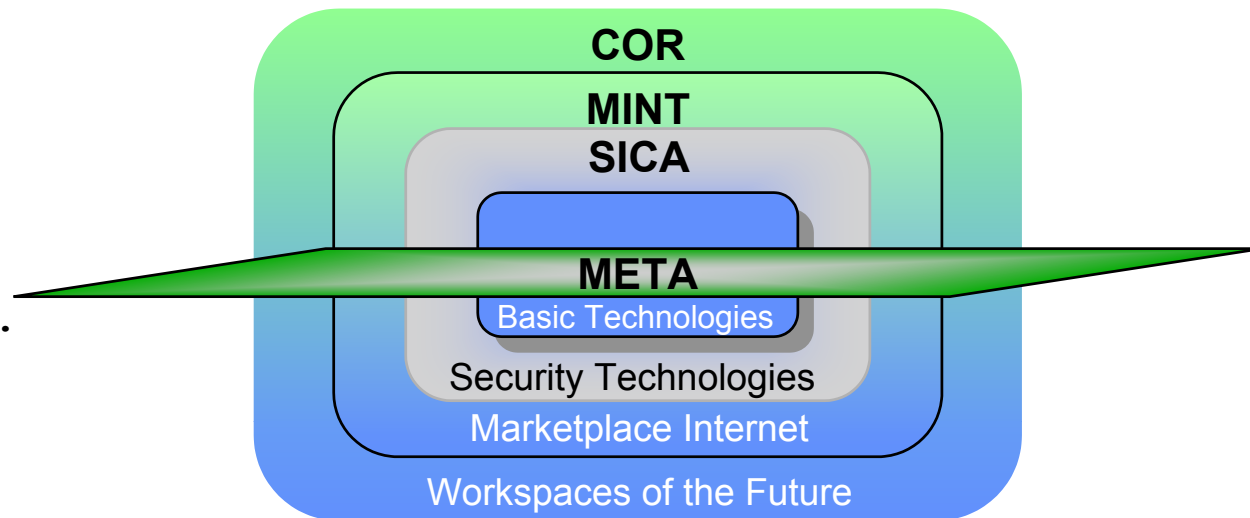 COR
MINT
SICA
META
Basic Technologies
.
Security Technologies
Marketplace Internet
Workspaces of the Future